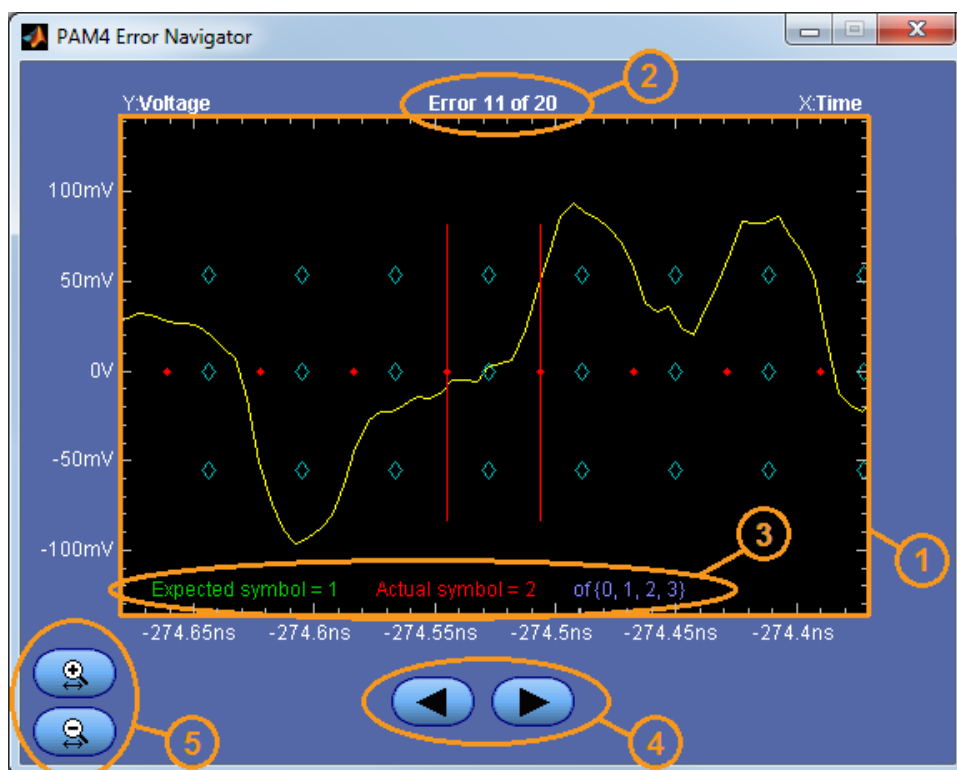 PAM4 Error Navigator
2
Y:Voltage Error 11 of 20 X:Time
100mV
50mV
0V
-50mV
-100mV
3
1
Expected symbol = 1 Actual symbol = 2 of{0, 1, 2, 3}
-274.65ns -274.6ns -274.55ns -274.5ns -274.45ns -274.4ns
5
4